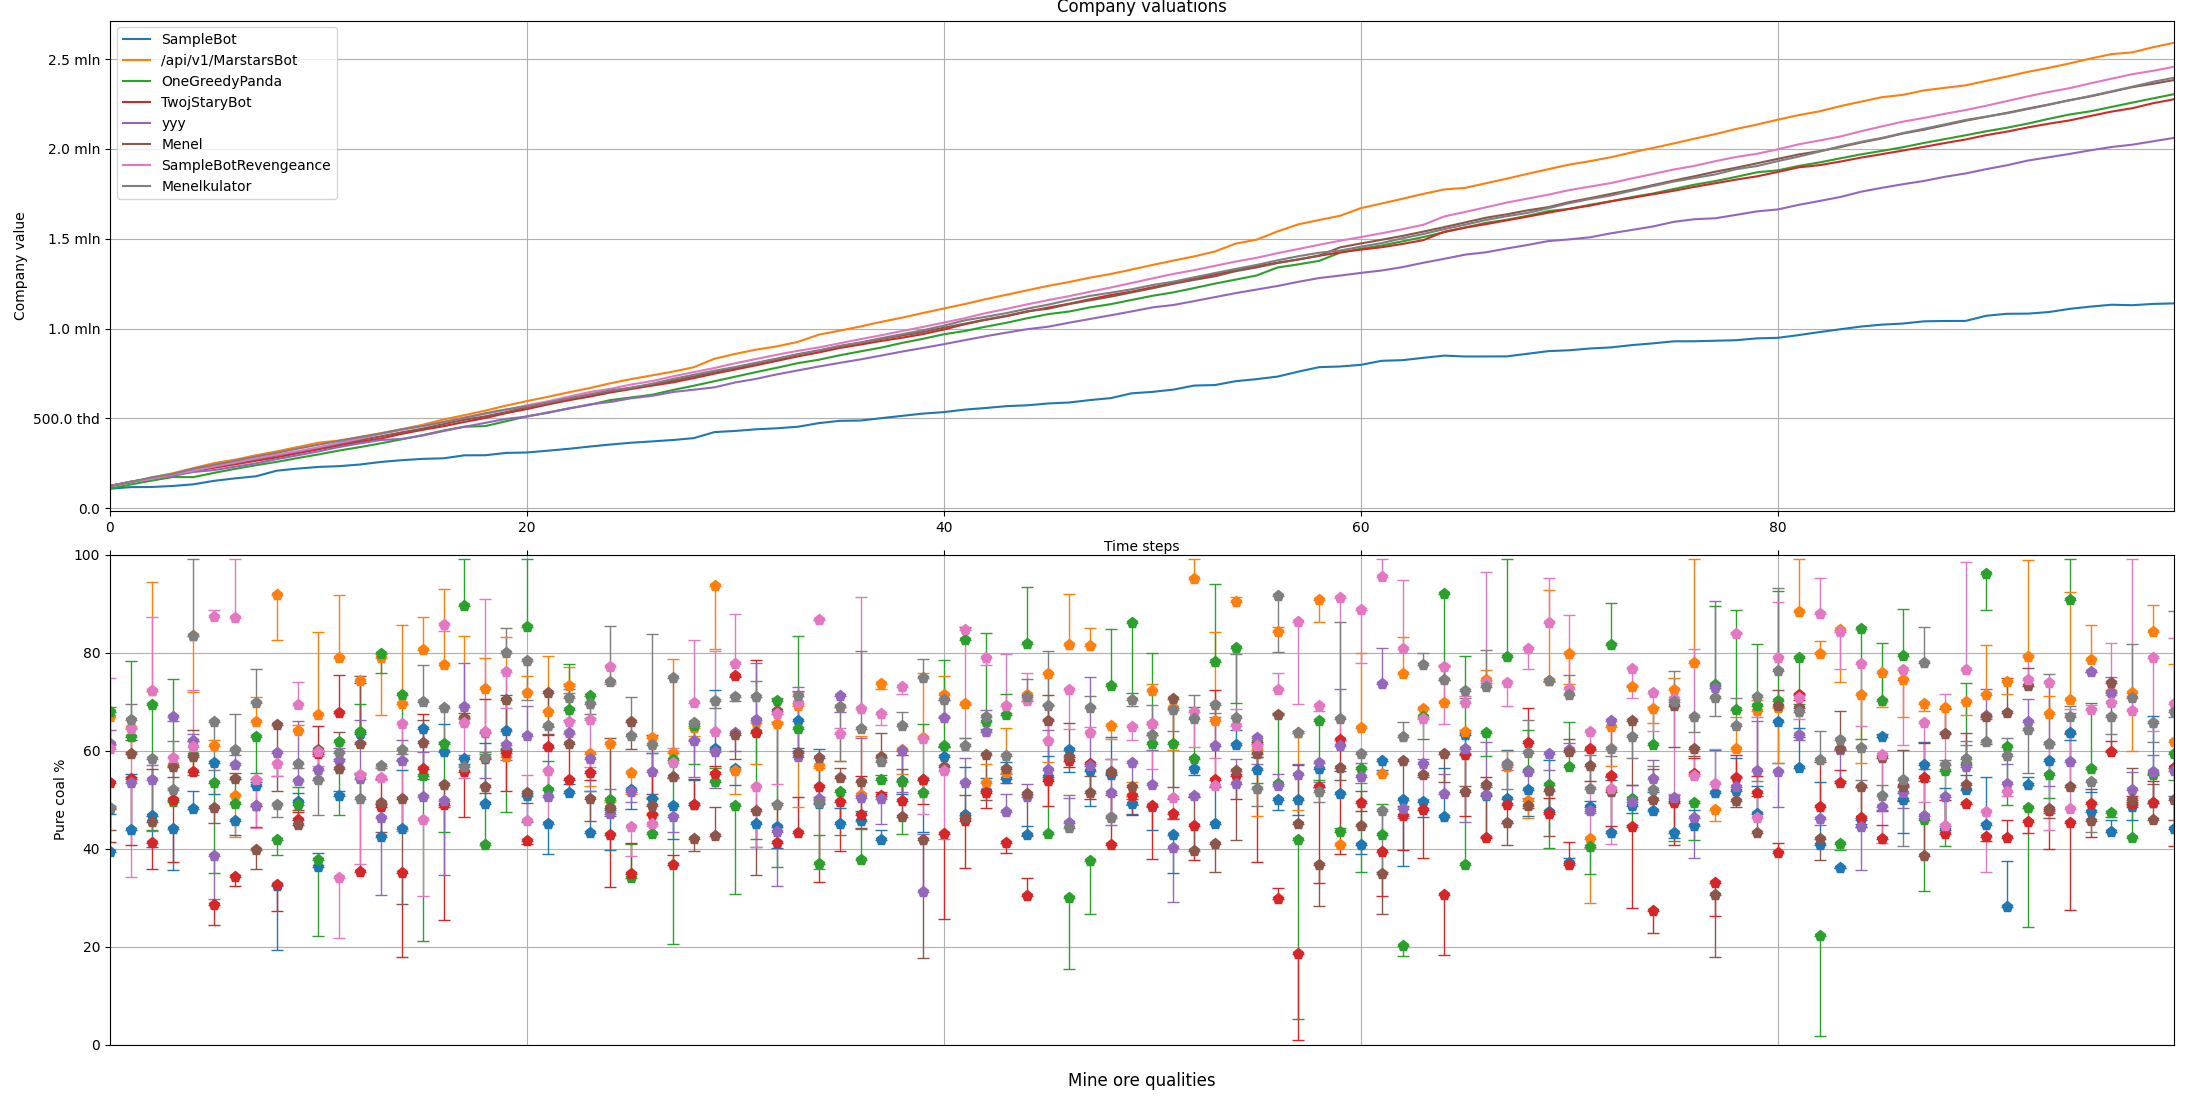 Company valuations
Company value
2.5 mln
2.0 mln
1.5 mln
1.0 mln
500.0 thd
0.0
SampleBot
/api/v1/MarstarsBot
OneGreedyPanda
TwojStaryBot
yyy
Menel
SampleBotRevengeance
Menelkulator
0 20 40 60 80
Time steps
Pure coal %
100
80
60
40
20
0
Mine ore qualities